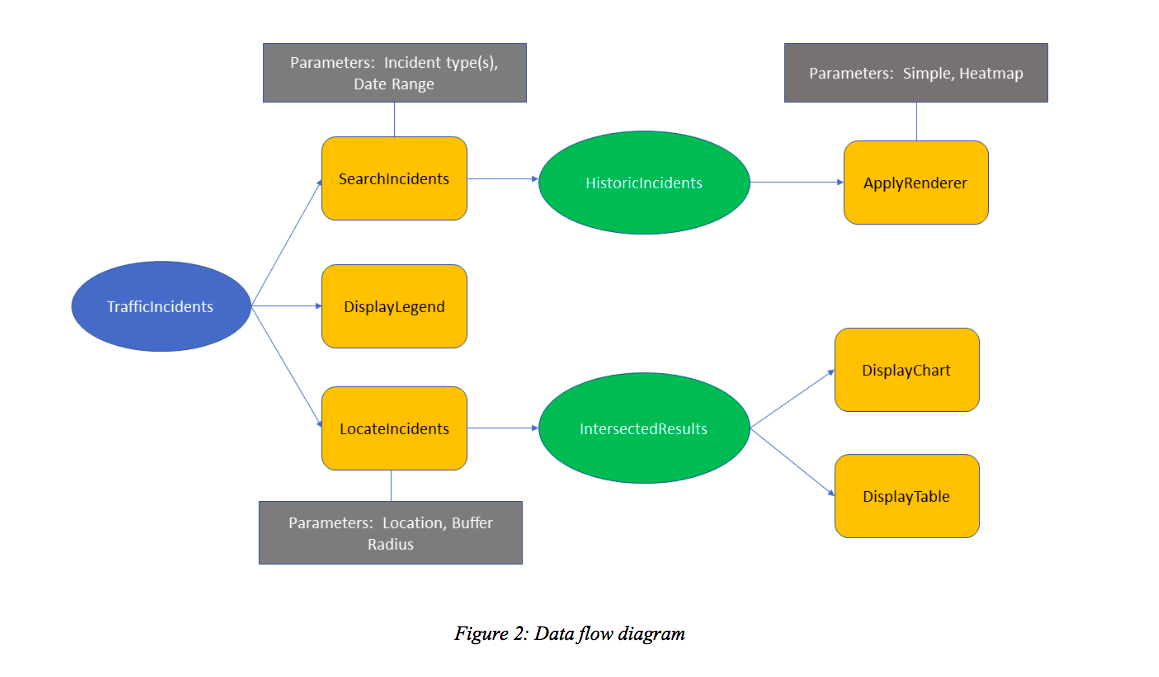 Parameters: Incident type(s),
Date Range
Parameters: Simple, Heatmap
SearchIncidents
HistoricIncidents
ApplyRenderer
TrafficIncidents
DisplayLegend
DisplayChart
LocateIncidents
IntersectedResults
DisplayTable
Parameters: Location, Buffer
Radius
Figure 2: Data flow diagram